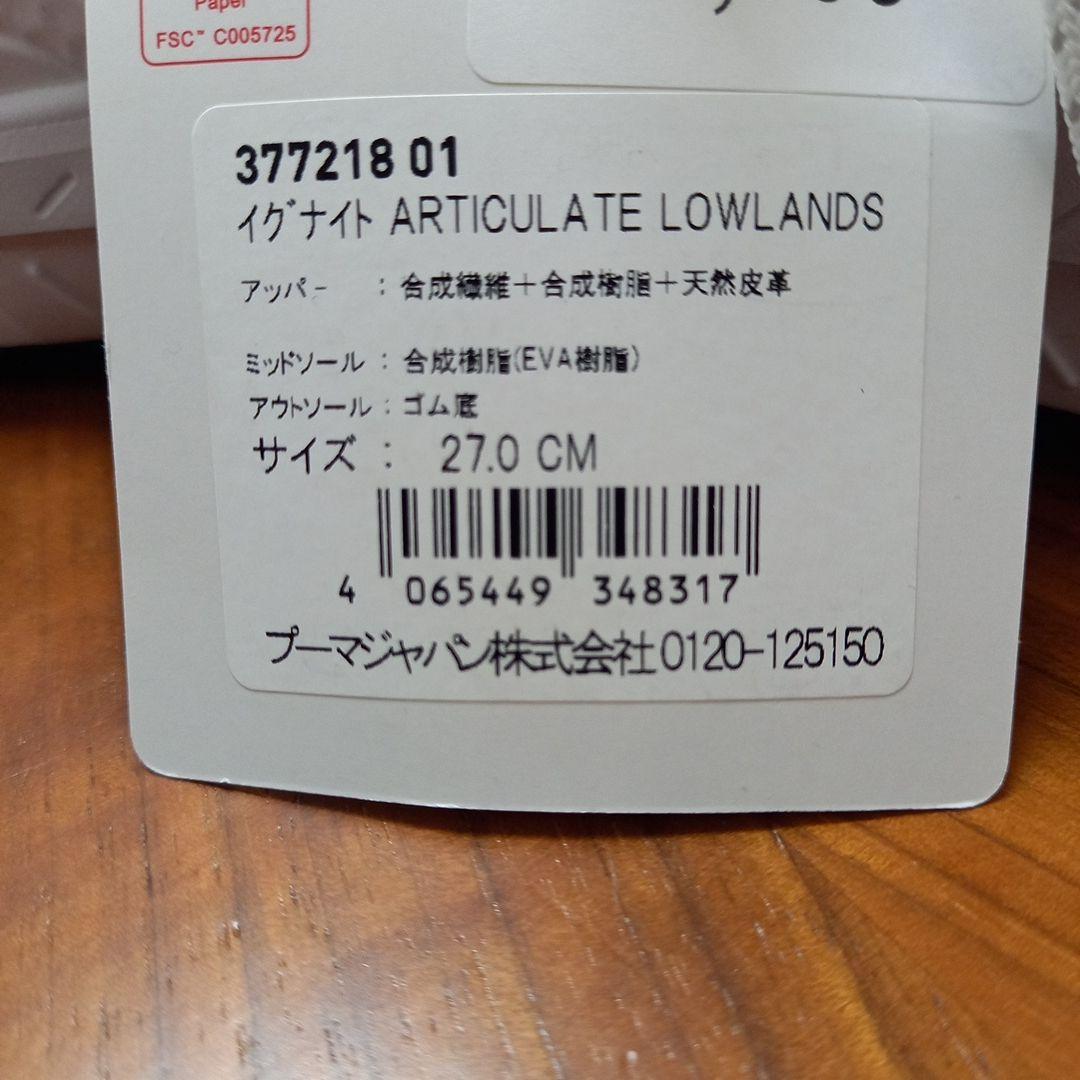 Paper
FSC™ C005725
377218 01
イグナイト ARTICULATE LOWLANDS
アッパー : 合成繊維+合成樹脂+天然皮革
ミッドソール : 合成樹脂(EVA樹脂)
アウトソール : ゴム底
サイズ : 27.0 CM
4 065449 348317
プーマジャパン株式会社0120-125150